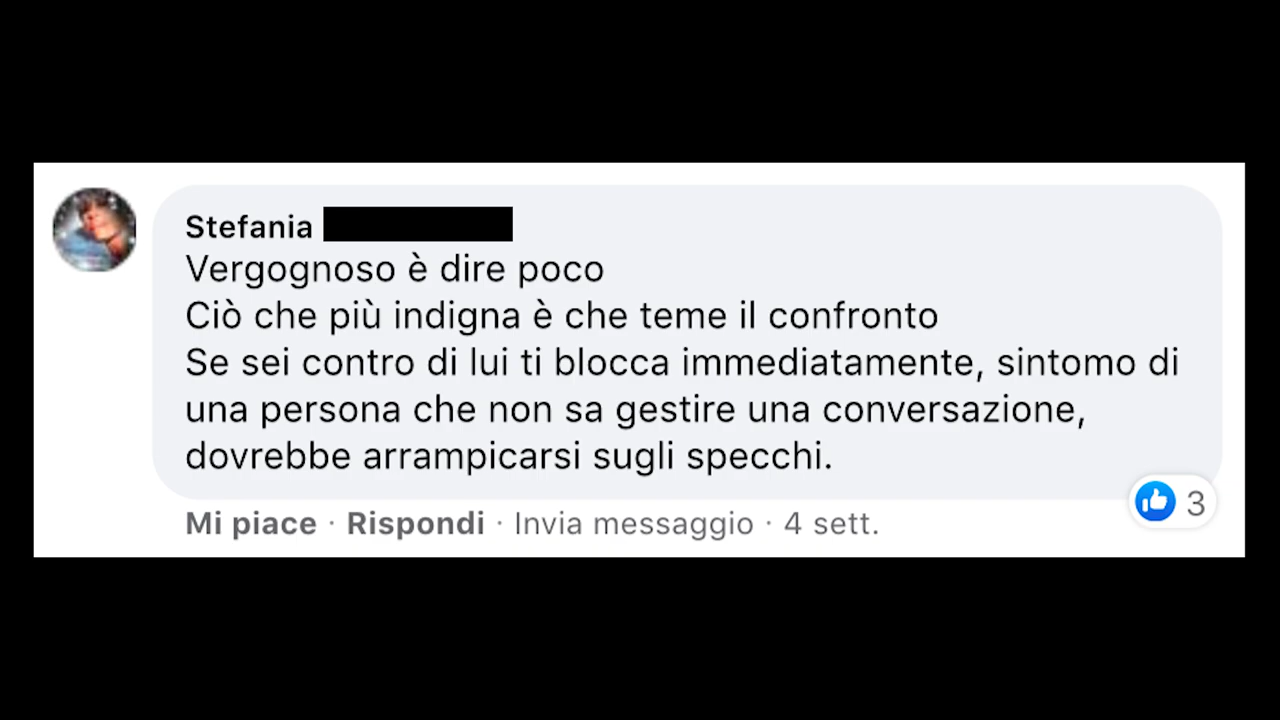 Stefania
Vergognoso è dire poco
Ciò che più indigna è che teme il confronto
Se sei contro di lui ti blocca immediatamente, sintomo di
una persona che non sa gestire una conversazione,
dovrebbe arrampicarsi sugli specchi.
3
Mi piace · Rispondi · Invia messaggio · 4 sett.